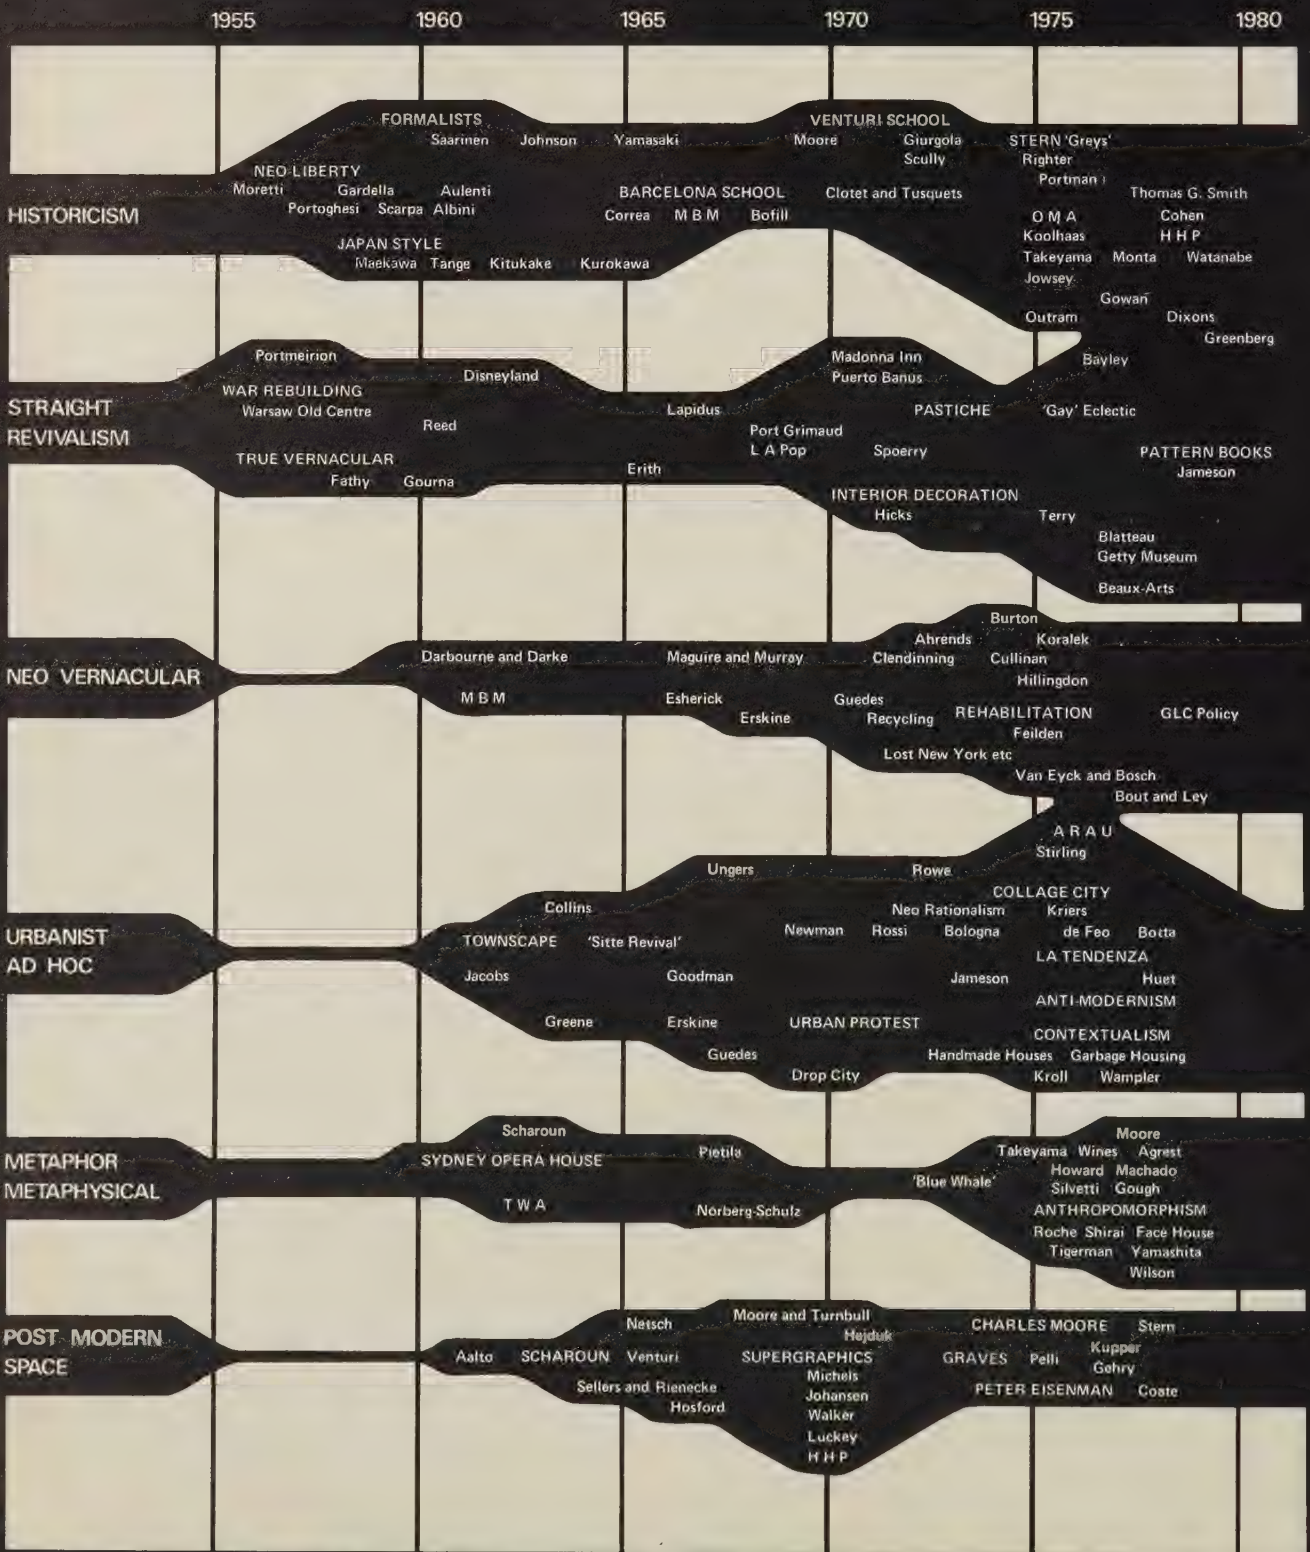 1955 1960 1965 1970 1975 1980
FORMALISTS VENTURI SCHOOL
Saarinen Johnson Yamasaki Moore Giurgola STERN 'Greys'
Scully Righter
NEO-LIBERTY Portman
Moretti Gardella Aulenti BARCELONA SCHOOL Clotet and Tusquets Thomas G. Smith
Portoghesi Scarpa Albini
HISTORICISM Correa M B M Bofill O M A Cohen
Koolhaas H H P
JAPAN STYLE
Maekawa Tange Kitukake Kurokawa Takeyama Monta Watanabe
Jowsey
Gowan
Outram Dixons
Greenberg
Portmeirion Madonna Inn Bayley
Disneyland Puerto Banus
WAR REBUILDING
STRAIGHT
REVIVALISM
Warsaw Old Centre Lapidus PASTICHE 'Gay' Eclectic
Reed Port Grimaud
L A Pop Spoerry PATTERN BOOKS
TRUE VERNACULAR Erith Jameson
Fathy Gourna
INTERIOR DECORATION
Hicks Terry
Blatteau
Getty Museum
Beaux-Arts
Burton
Ahrends Koralek
NEO VERNACULAR
Darbourne and Darke Maguire and Murray Clendinning Cullinan
Hillingdon
M B M Esherick Guedes
Erskine Recycling REHABILITATION GLC Policy
Feilden
Lost New York etc
Van Eyck and Bosch
Bout and Ley
A R A U
Stirling
Ungers Rowe
COLLAGE CITY
Collins Neo Rationalism Kriers
URBANIST
AD HOC
TOWNSCAPE 'Sitte Revival' Newman Rossi Bologna de Feo Botta
LA TENDENZA
Jacobs Goodman Jameson Huet
ANTI-MODERNISM
Greene Erskine URBAN PROTEST
CONTEXTUALISM
Guedes Handmade Houses Garbage Housing
Drop City Kroll Wampler
Scharoun Moore
METAPHOR
METAPHYSICAL
SYDNEY OPERA HOUSE Pietila Takeyama Wines Agrest
Howard Machado
'Blue Whale' Silvetti Gough
T W A Norberg-Schulz ANTHROPOMORPHISM
Roche Shirai Face House
Tigerman Yamashita
Wilson
Netsch Moore and Turnbull CHARLES MOORE Stern
Hejduk
POST MODERN
SPACE
Aalto SCHAROUN Venturi SUPERGRAPHICS GRAVES Pelli Kupper
Gehry
Michels
Sellers and Rienecke Johansen PETER EISENMAN Coate
Hosford Walker
Luckey
H H P